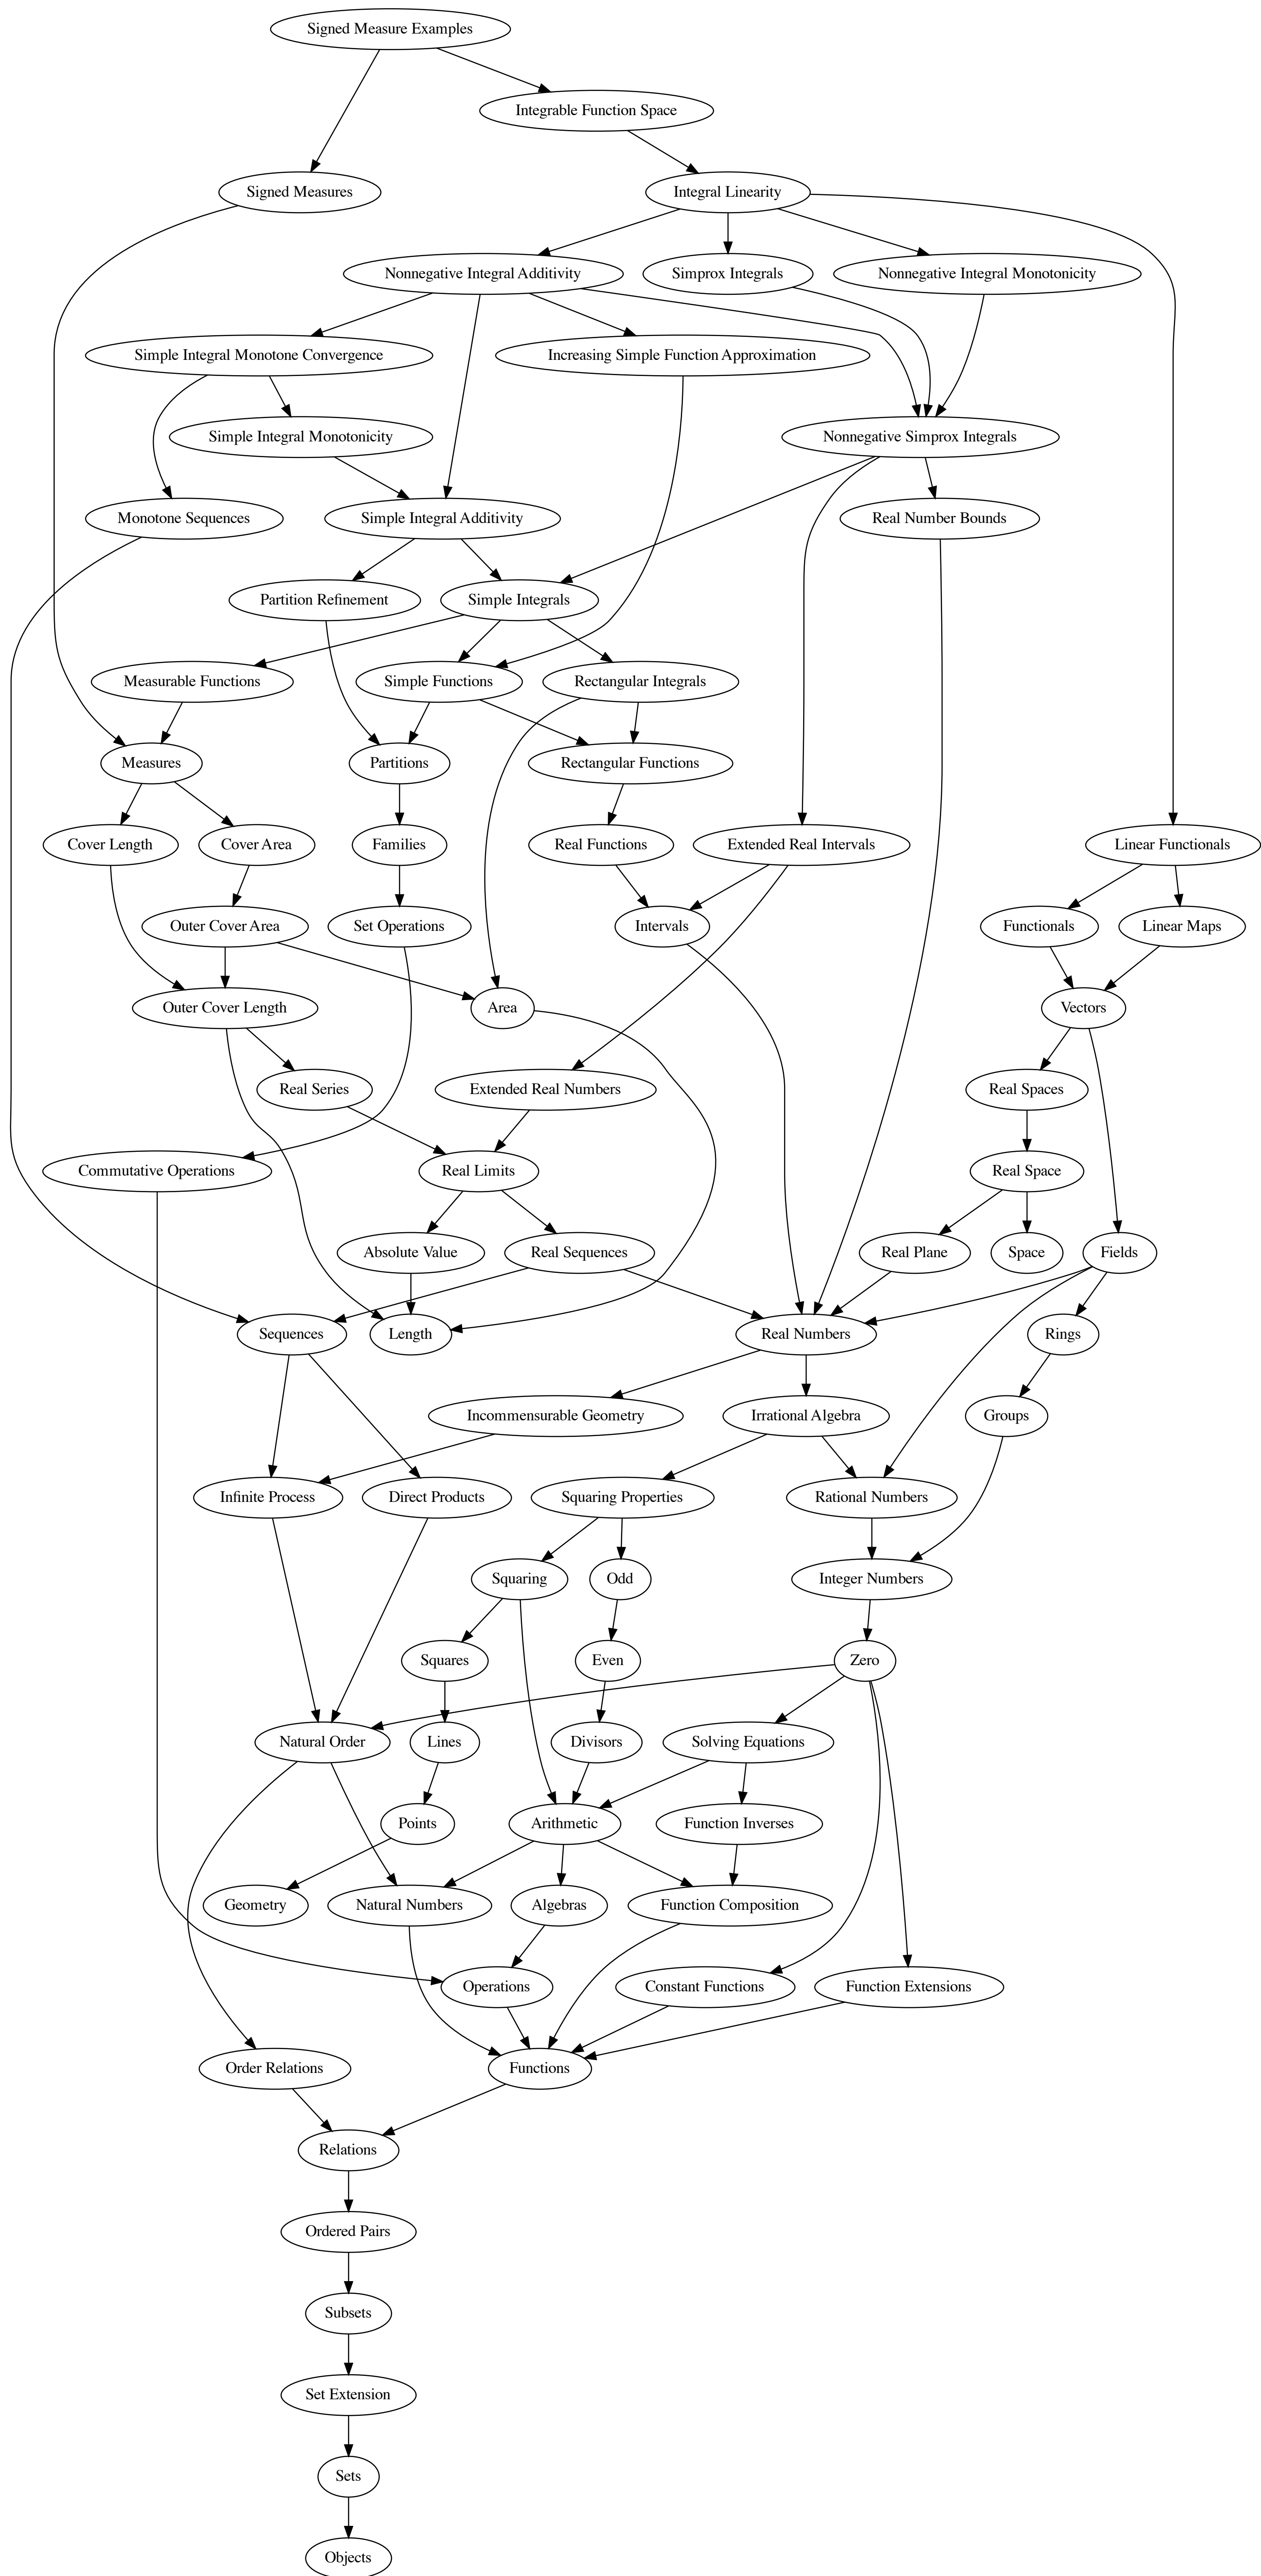 Signed Measure Examples
Integrable Function Space
Signed Measures
Integral Linearity
Nonnegative Integral Additivity
Simprox Integrals
Nonnegative Integral Monotonicity
Simple Integral Monotone Convergence
Increasing Simple Function Approximation
Simple Integral Monotonicity
Nonnegative Simprox Integrals
Monotone Sequences
Simple Integral Additivity
Real Number Bounds
Partition Refinement
Simple Integrals
Measurable Functions
Simple Functions
Rectangular Integrals
Measures
Partitions
Rectangular Functions
Cover Length
Cover Area
Families
Real Functions
Extended Real Intervals
Linear Functionals
Outer Cover Area
Set Operations
Intervals
Functionals
Linear Maps
Outer Cover Length
Area
Vectors
Real Series
Extended Real Numbers
Real Spaces
Commutative Operations
Real Limits
Real Space
Absolute Value
Real Sequences
Real Plane
Space
Fields
Sequences
Length
Real Numbers
Rings
Incommensurable Geometry
Irrational Algebra
Groups
Infinite Process
Direct Products
Squaring Properties
Rational Numbers
Squaring
Odd
Integer Numbers
Squares
Even
Zero
Natural Order
Lines
Divisors
Solving Equations
Points
Arithmetic
Function Inverses
Geometry
Natural Numbers
Algebras
Function Composition
Operations
Constant Functions
Function Extensions
Order Relations
Functions
Relations
Ordered Pairs
Subsets
Set Extension
Sets
Objects